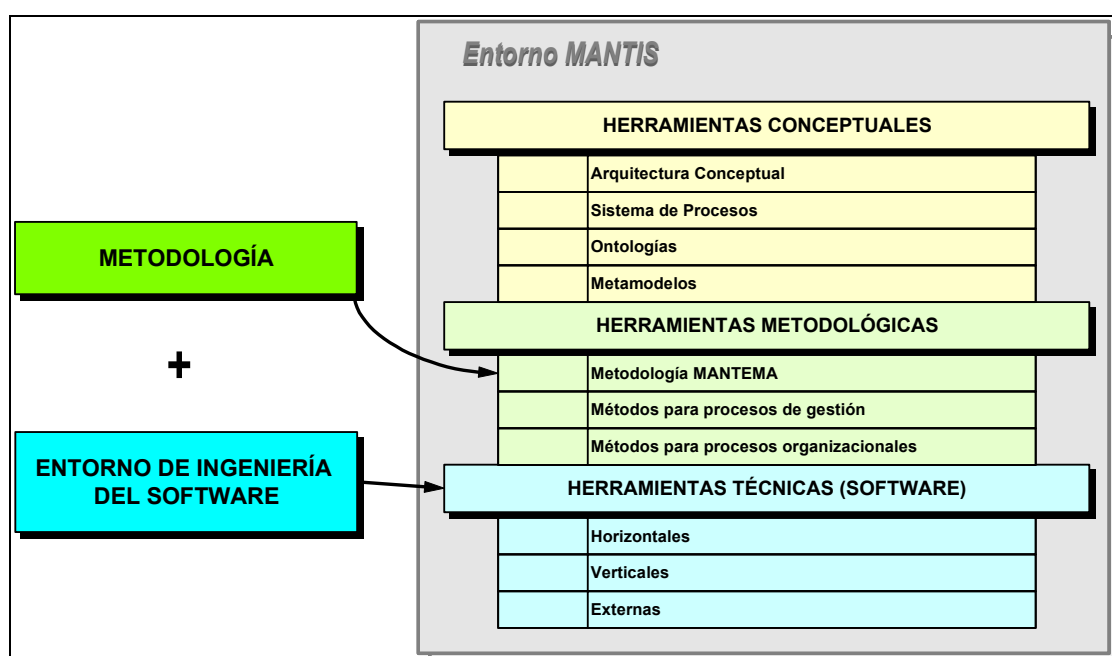 Entorno MANTIS
HERRAMIENTAS CONCEPTUALES
Arquitectura Conceptual
Sistema de Procesos
Ontologías
Metamodelos
HERRAMIENTAS METODOLÓGICAS
Metodología MANTEMA
Métodos para procesos de gestión
Métodos para procesos organizacionales
HERRAMIENTAS TÉCNICAS (SOFTWARE)
Horizontales
Verticales
Externas
METODOLOGÍA
+
ENTORNO DE INGENIERÍA
DEL SOFTWARE